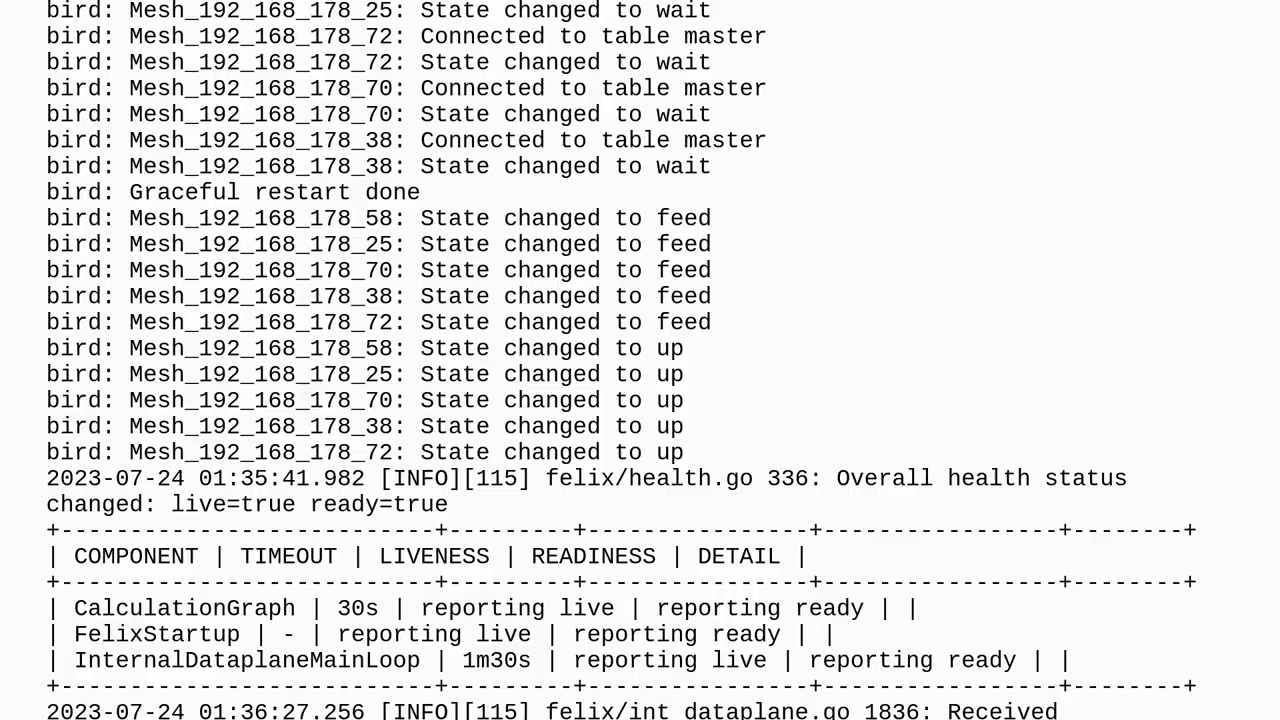 bird: Mesh_192_168_178_25: State changed to wait
bird: Mesh_192_168_178_72: Connected to table master
bird: Mesh_192_168_178_72: State changed to wait
bird: Mesh_192_168_178_70: Connected to table master
bird: Mesh_192_168_178_70: State changed to wait
bird: Mesh_192_168_178_38: Connected to table master
bird: Mesh_192_168_178_38: State changed to wait
bird: Graceful restart done
bird: Mesh_192_168_178_58: State changed to feed
bird: Mesh_192_168_178_25: State changed to feed
bird: Mesh_192_168_178_70: State changed to feed
bird: Mesh_192_168_178_38: State changed to feed
bird: Mesh_192_168_178_72: State changed to feed
bird: Mesh_192_168_178_58: State changed to up
bird: Mesh_192_168_178_25: State changed to up
bird: Mesh_192_168_178_70: State changed to up
bird: Mesh_192_168_178_38: State changed to up
bird: Mesh_192_168_178_72: State changed to up
2023-07-24 01:35:41.982 [INFO][115] felix/health.go 336: Overall health status
changed: live=true ready=true
+---------------------------+---------+----------------+-----------------+--------+
| COMPONENT | TIMEOUT | LIVENESS | READINESS | DETAIL |
+---------------------------+---------+----------------+-----------------+--------+
| CalculationGraph | 30s | reporting live | reporting ready | |
| FelixStartup | - | reporting live | reporting ready | |
| InternalDataplaneMainLoop | 1m30s | reporting live | reporting ready | |
+---------------------------+---------+----------------+-----------------+--------+
2023-07-24 01:36:27.256 [INFO][115] felix/int_dataplane.go 1836: Received